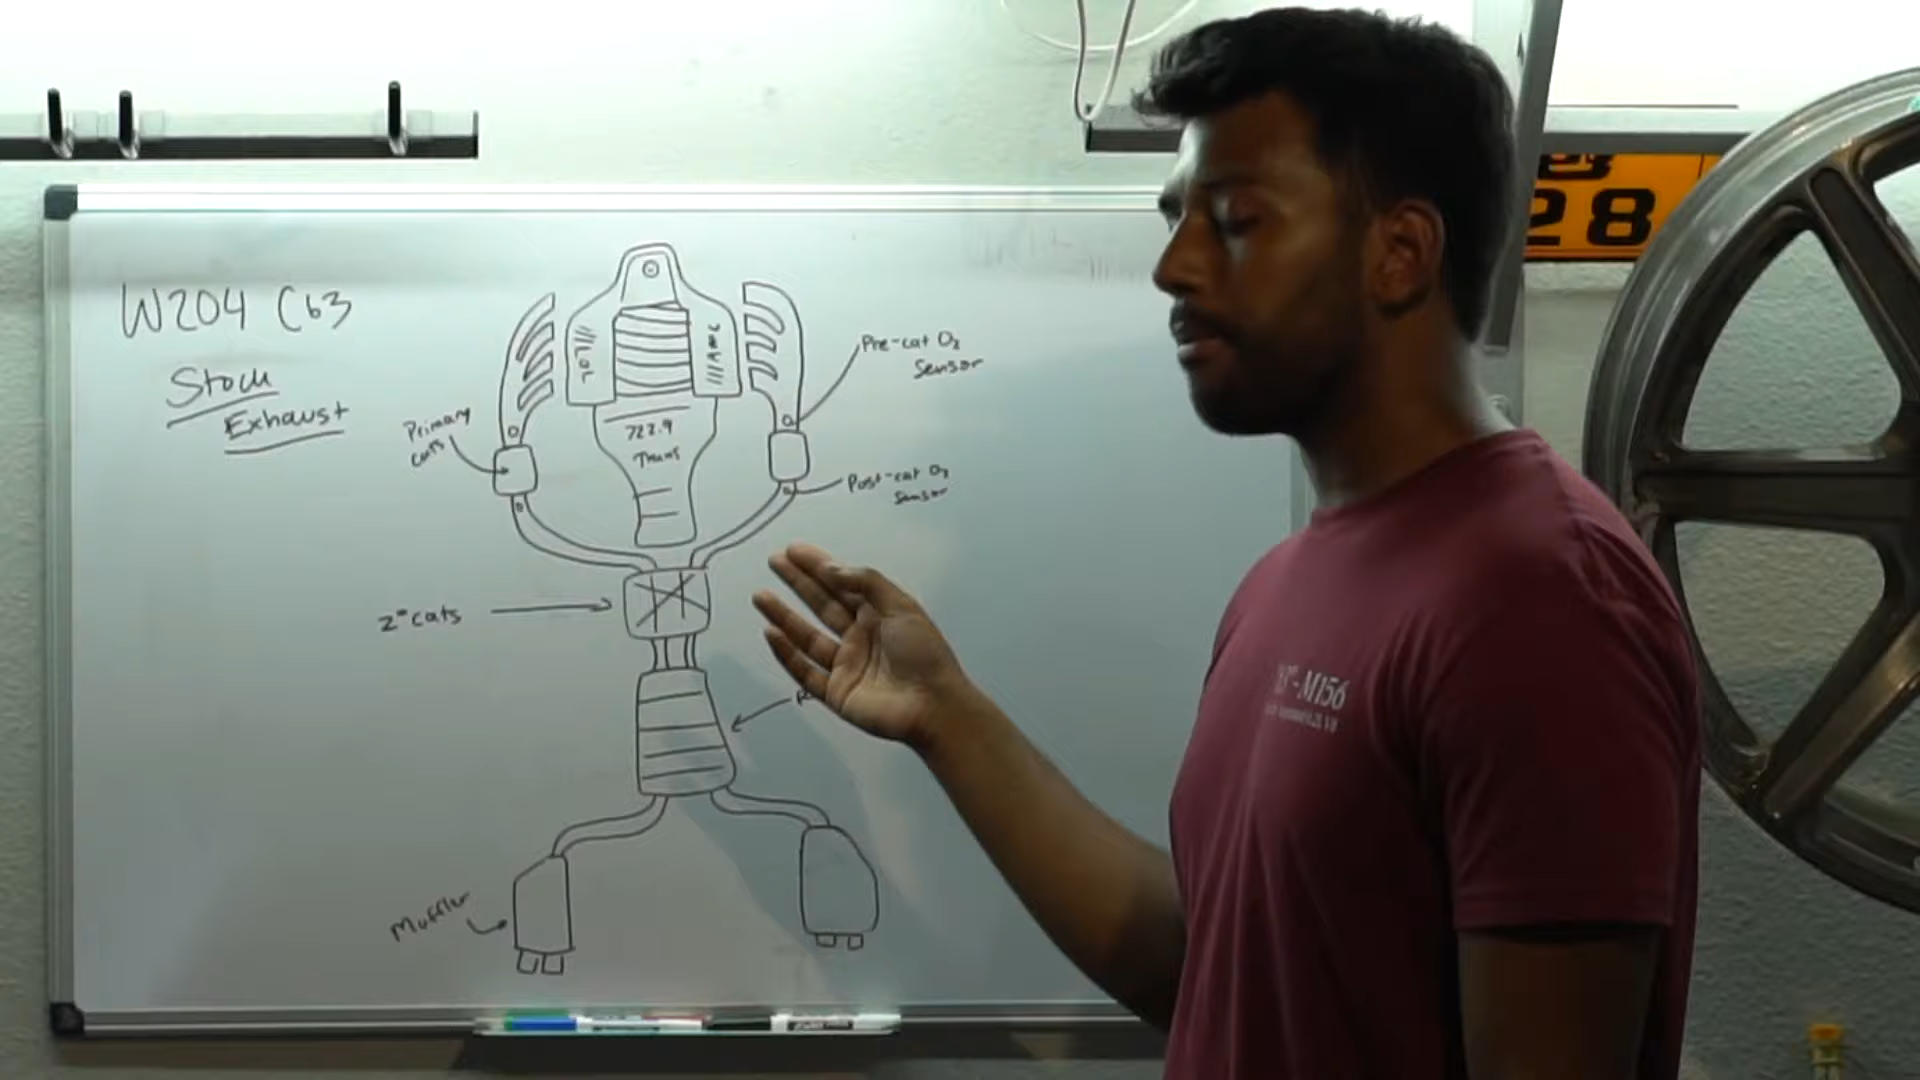 W204 C63
Stock
Exhaust
Primary
cats
722.9
Trans
Pre-cat O2
Sensor
Post-cat O2
Sensor
2° cats
Muffler
M156
28